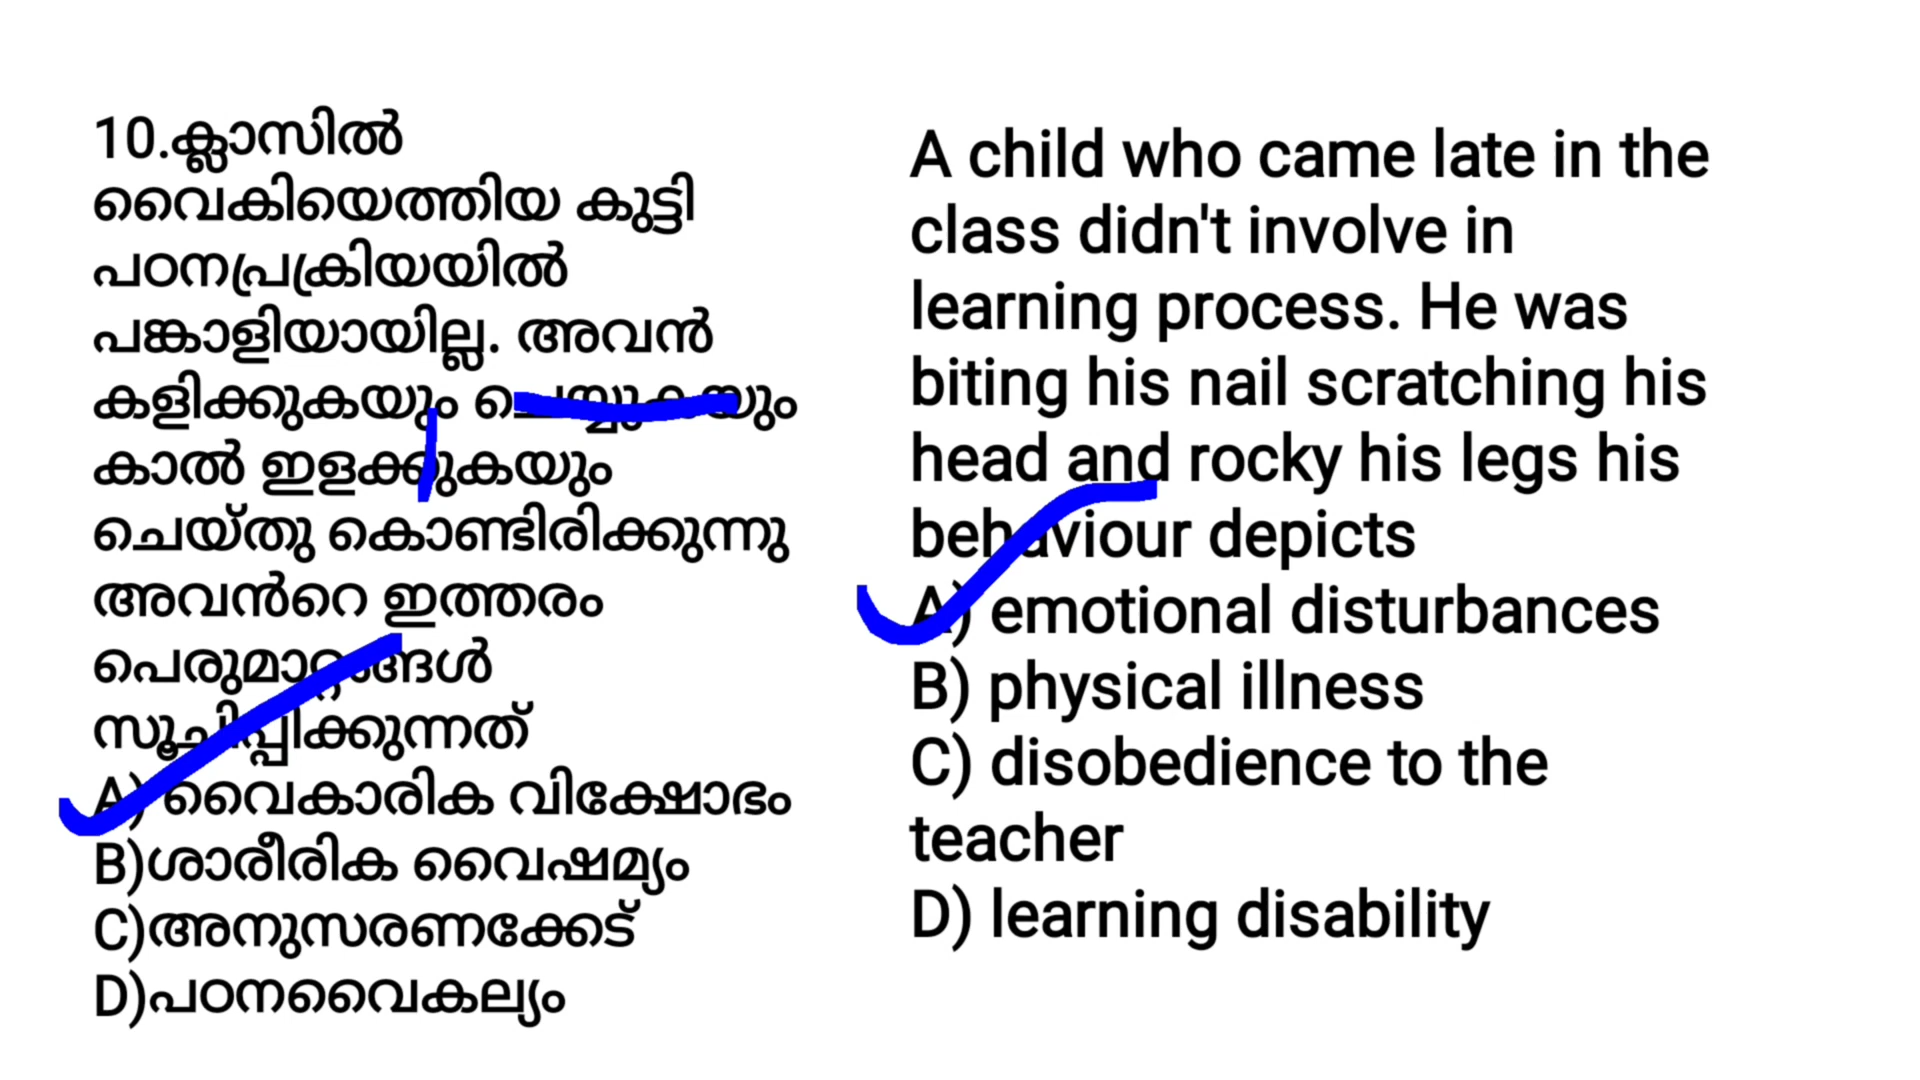 10.ക്ലാസിൽ
വൈകിയെത്തിയ കുട്ടി
പഠനപ്രക്രിയയിൽ
പങ്കാളിയായില്ല. അവൻ
കളിക്കുകയും ചെയ്യുകയും
കാൽ ഇളക്കുകയും
ചെയ്തു കൊണ്ടിരിക്കുന്നു
അവൻറെ ഇത്തരം
പെരുമാറ്റങ്ങൾ
സൂചിപ്പിക്കുന്നത്
A) വൈകാരിക വിക്ഷോഭം
B)ശാരീരിക വൈഷമ്യം
C)അനുസരണക്കേട്
D)പഠനവൈകല്യം
A child who came late in the
class didn't involve in
learning process. He was
biting his nail scratching his
head and rocky his legs his
behaviour depicts
A) emotional disturbances
B) physical illness
C) disobedience to the
teacher
D) learning disability